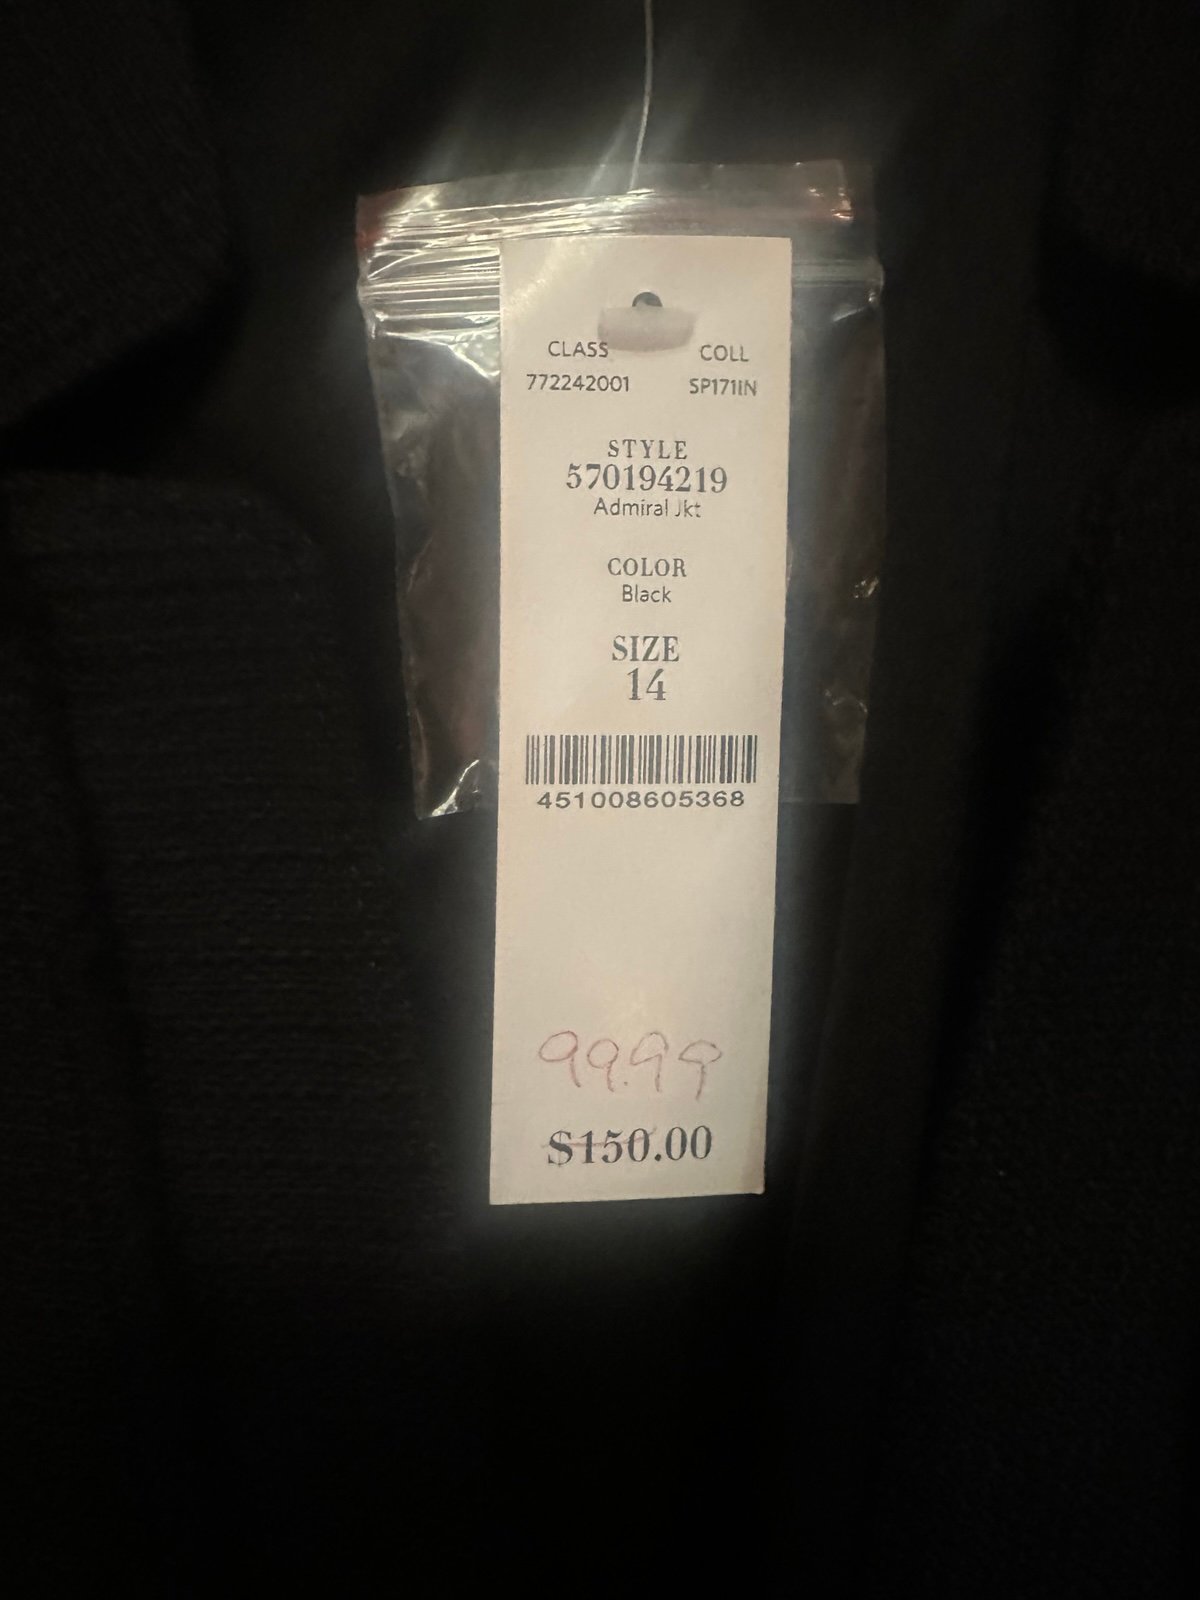 CLASS COLL
772242001 SP171IN
STYLE
570194219
Admiral Jkt
COLOR
Black
SIZE
14
451008605368
99.99
$150.00